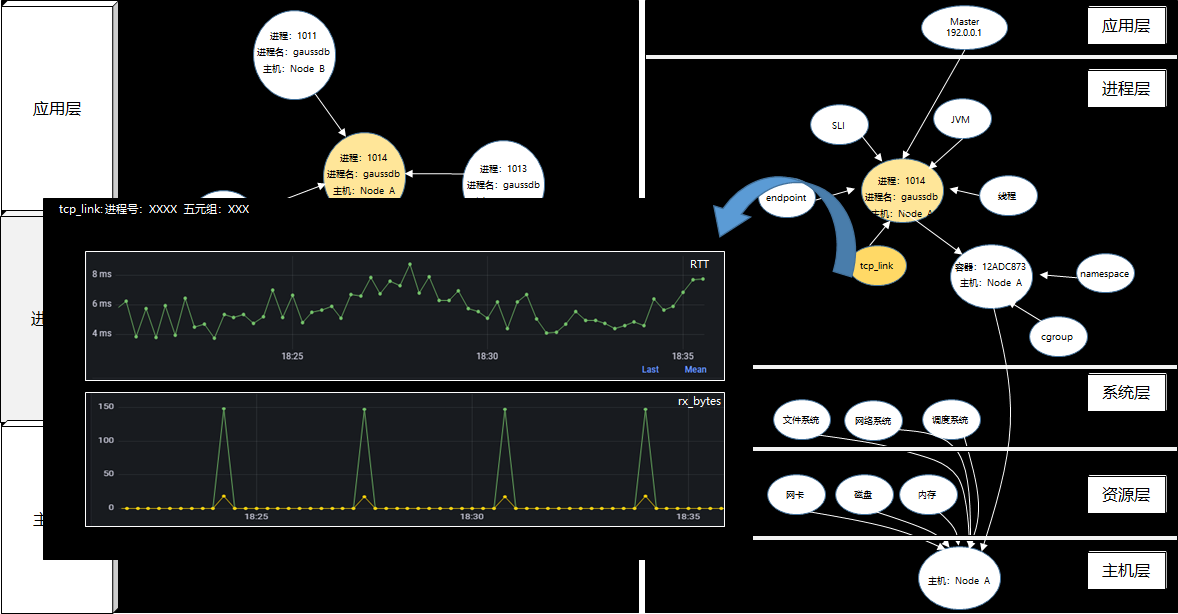 应用层
进程：1011
进程名：gaussdb
主机：Node B
进程：1014
进程名：gaussdb
主机：Node A
进程：1013
进程名：gaussdb
tcp_link:进程号：XXXX 五元组：XXX
RTT
8 ms
6 ms
4 ms
18:25
18:30
18:35
Last
Mean
rx_bytes
150
100
50
0
18:25
18:30
18:35
进
主
Master
192.0.0.1
应用层
进程层
SLI
JVM
进程：1014
进程名：gaussdb
主机：Node A
endpoint
线程
tcp_link
容器：12ADC873
主机：Node A
namespace
cgroup
系统层
文件系统
网络系统
调度系统
资源层
网卡
磁盘
内存
主机层
主机：Node A